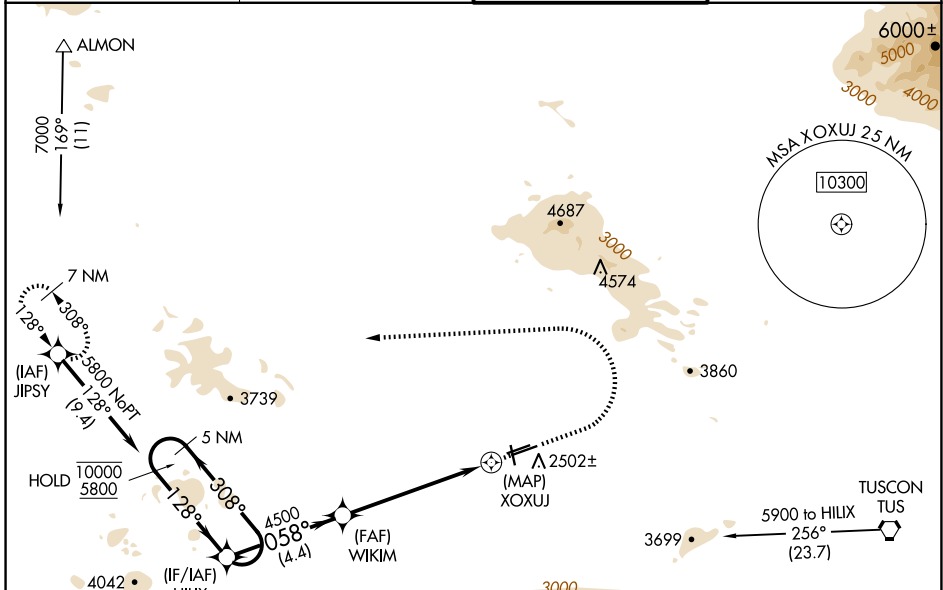 ALMON
7000
169°
(11)
6000±
5000
3000
4000
MSA XOXUJ 25 NM
10300
4687
3000
4574
7 NM
308°
128°
(IAF)
JIPSY
5800 NoPT
128°
(9.4)
3739
3860
5 NM
HOLD
10000
5800
308°
128°
4500
058°
(4.4)
(FAF)
WIKIM
2502±
(MAP)
XOXUJ
TUSCON
TUS
5900 to HILIX
256°
(23.7)
3699
4042
(IF/IAF)
3000